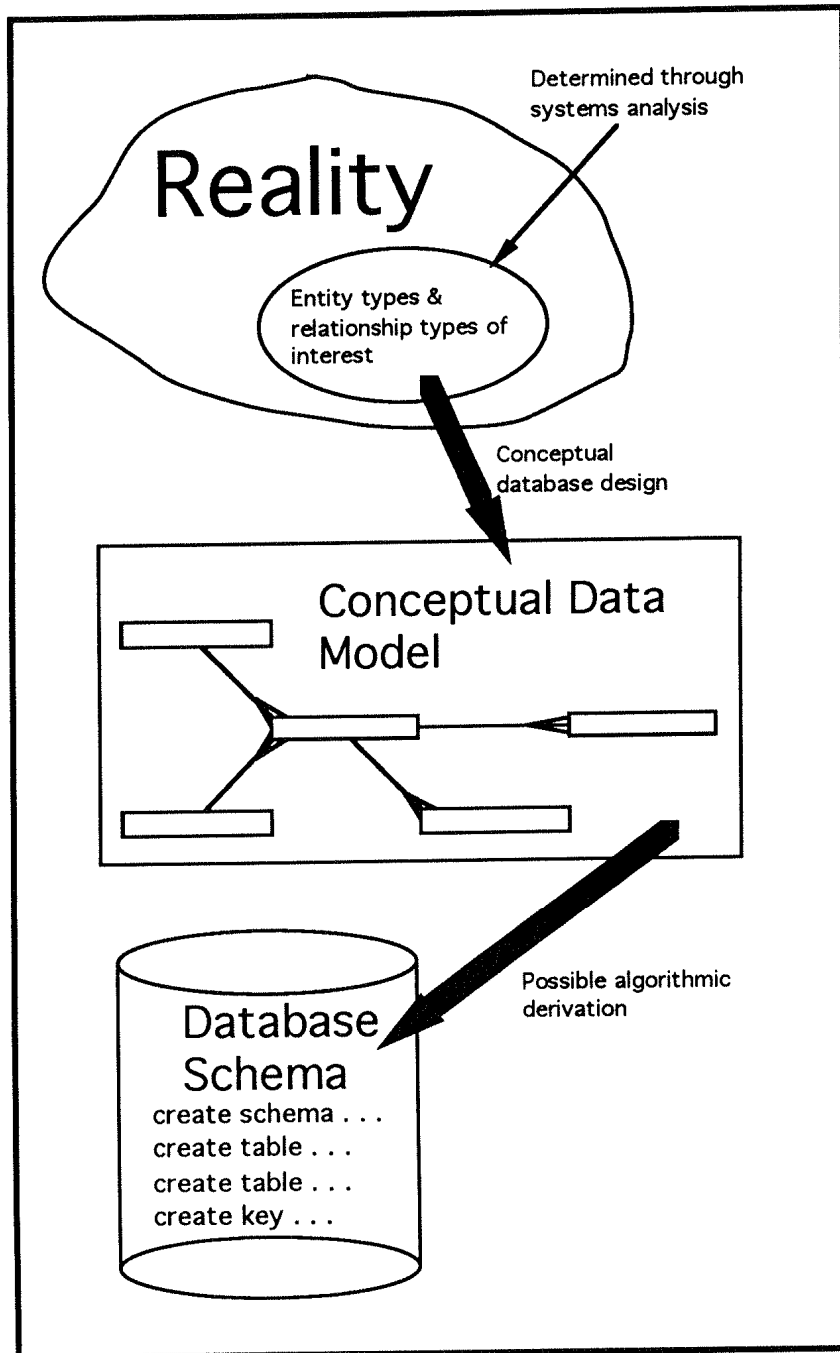 Determined through
systems analysis
Reality
Entity types &
relationship types of
interest
Conceptual
database design
Conceptual Data
Model
Possible algorithmic
derivation
Database
Schema
create schema . . .
create table . . .
create table . . .
create key . . .